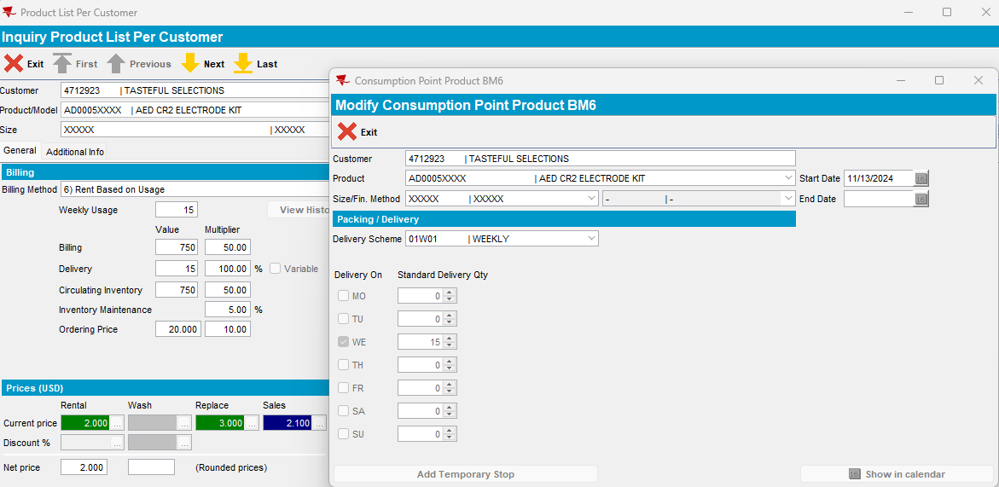 Product List Per Customer
Inquiry Product List Per Customer
Exit First Previous Next Last
Customer 4712923 | TASTEFUL SELECTIONS
Product/Model AD0005XXXX | AED CR2 ELECTRODE KIT
Size XXXXX | XXXXX
General Additional Info
Billing
Billing Method 6) Rent Based on Usage
Weekly Usage 15 View Histo
Value Multiplier
Billing 750 50.00
Delivery 15 100.00 % Variable
Circulating Inventory 750 50.00
Inventory Maintenance 5.00 %
Ordering Price 20.000 10.00
Prices (USD)
Rental Wash Replace Sales
Current price 2.000 ... ... 3.000 ... 2.100 ...
Discount % ... ...
Net price 2.000 (Rounded prices)
Consumption Point Product BM6
Modify Consumption Point Product BM6
Exit
Customer 4712923 | TASTEFUL SELECTIONS
Product AD0005XXXX | AED CR2 ELECTRODE KIT Start Date 11/13/2024 16
Size/Fin. Method XXXXX | XXXXX - | - End Date 16
Packing / Delivery
Delivery Scheme 01W01 | WEEKLY
Delivery On Standard Delivery Qty
MO 0
TU 0
WE 15
TH 0
FR 0
SA 0
SU 0
Add Temporary Stop 16 Show in calendar